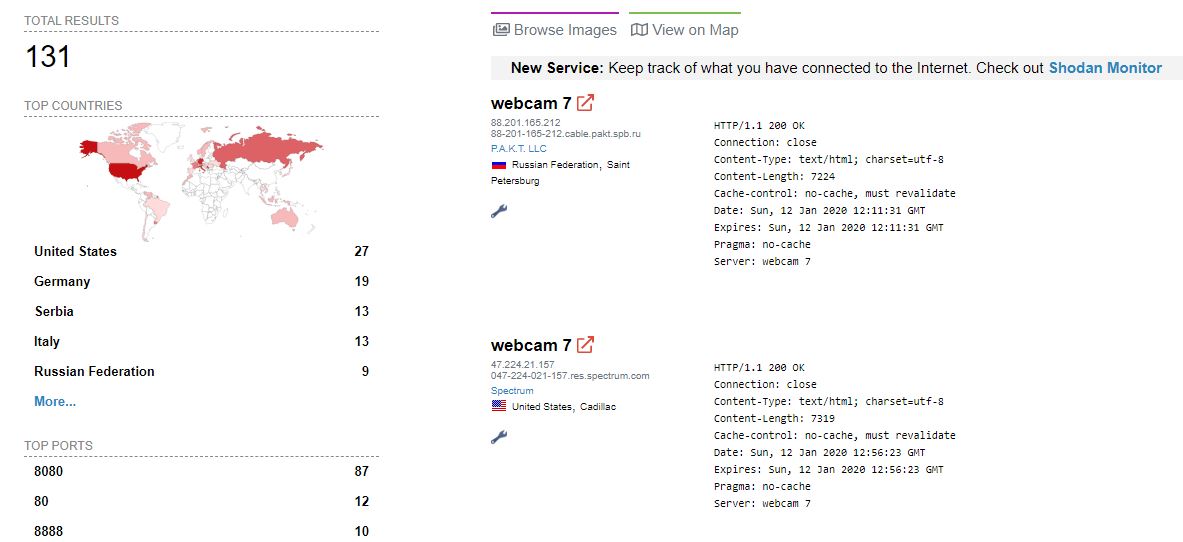 TOTAL RESULTS
131
TOP COUNTRIES
United States 27
Germany 19
Serbia 13
Italy 13
Russian Federation 9
More...
TOP PORTS
8080 87
80 12
8888 10
Browse Images View on Map
New Service: Keep track of what you have connected to the Internet. Check out Shodan Monitor
webcam 7
88.201.165.212
88-201-165-212.cable.pakt.spb.ru
P.A.K.T. LLC
Russian Federation, Saint
Petersburg
HTTP/1.1 200 OK
Connection: close
Content-Type: text/html; charset=utf-8
Content-Length: 7224
Cache-control: no-cache, must revalidate
Date: Sun, 12 Jan 2020 12:11:31 GMT
Expires: Sun, 12 Jan 2020 12:11:31 GMT
Pragma: no-cache
Server: webcam 7
webcam 7
47.224.21.157
047-224-021-157.res.spectrum.com
Spectrum
United States, Cadillac
HTTP/1.1 200 OK
Connection: close
Content-Type: text/html; charset=utf-8
Content-Length: 7319
Cache-control: no-cache, must revalidate
Date: Sun, 12 Jan 2020 12:56:23 GMT
Expires: Sun, 12 Jan 2020 12:56:23 GMT
Pragma: no-cache
Server: webcam 7